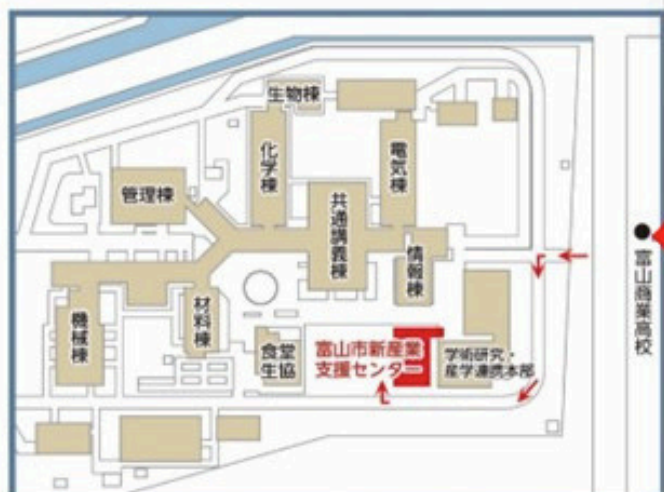 生物棟
化学棟
電気棟
管理棟
共通講義棟
情報棟
富山商業高校
機械棟
材料棟
食堂
生協
富山市新産業
支援センター
学術研究・
産学連携本部